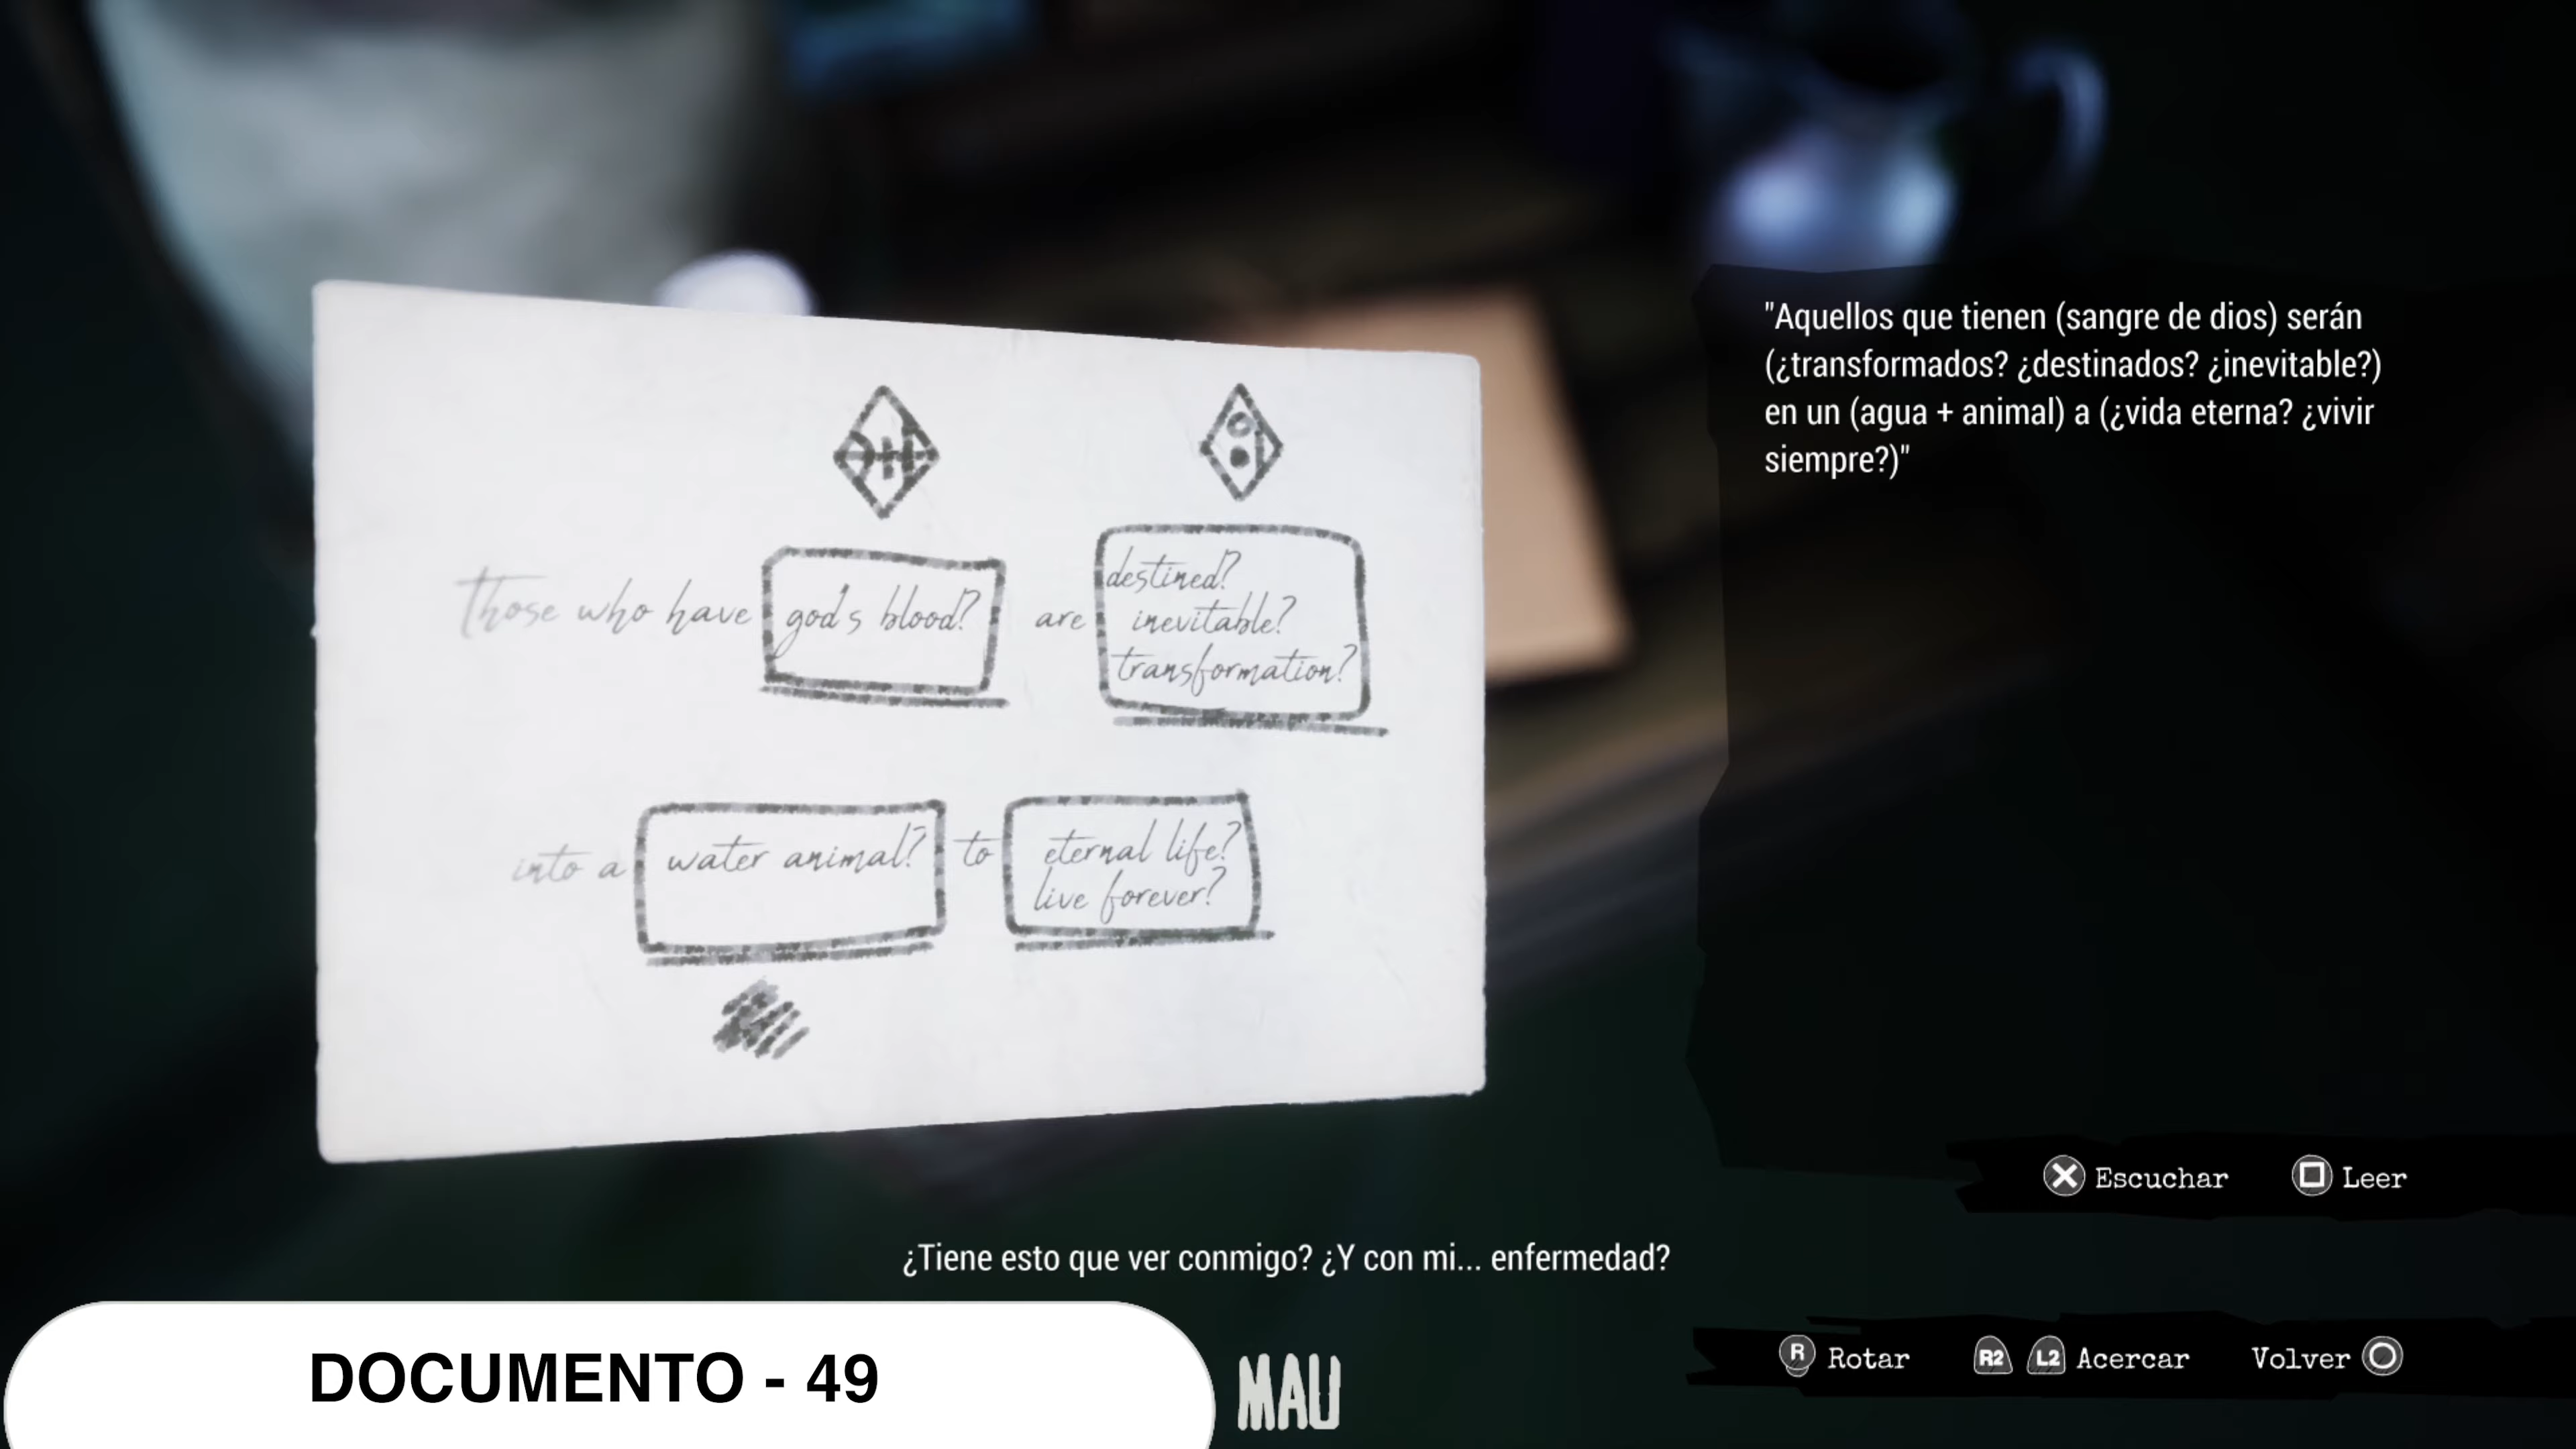 Those who have god's blood? are destined?
inevitable?
transformation?
into a water animal? to eternal life?
live forever?
"Aquellos que tienen (sangre de dios) serán
(¿transformados? ¿destinados? ¿inevitable?)
en un (agua + animal) a (¿vida eterna? ¿vivir
siempre?)"
Escuchar
Leer
¿Tiene esto que ver conmigo? ¿Y con mi... enfermedad?
R Rotar
R2 L2 Acercar
Volver
DOCUMENTO - 49
MAU